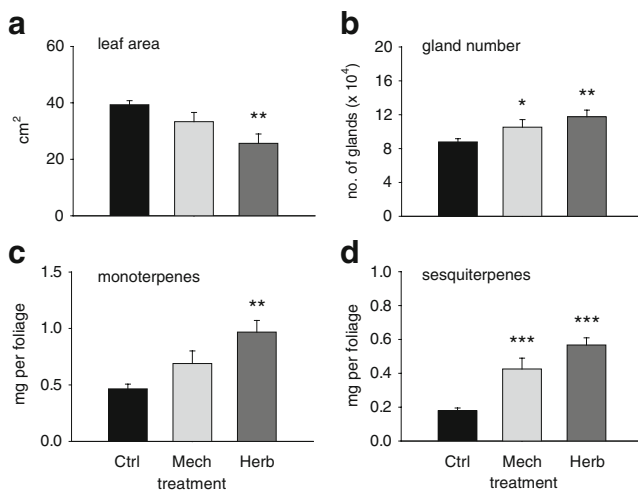 a
leaf area
cm²
60
40
20
0
**
b
gland number
no. of glands (x 10⁴)
20
16
12
8
4
0
*
**
c
monoterpenes
mg per foliage
1.5
1.0
0.5
0.0
**
Ctrl Mech Herb
treatment
d
sesquiterpenes
mg per foliage
1.0
0.8
0.6
0.4
0.2
0.0
***
***
Ctrl Mech Herb
treatment